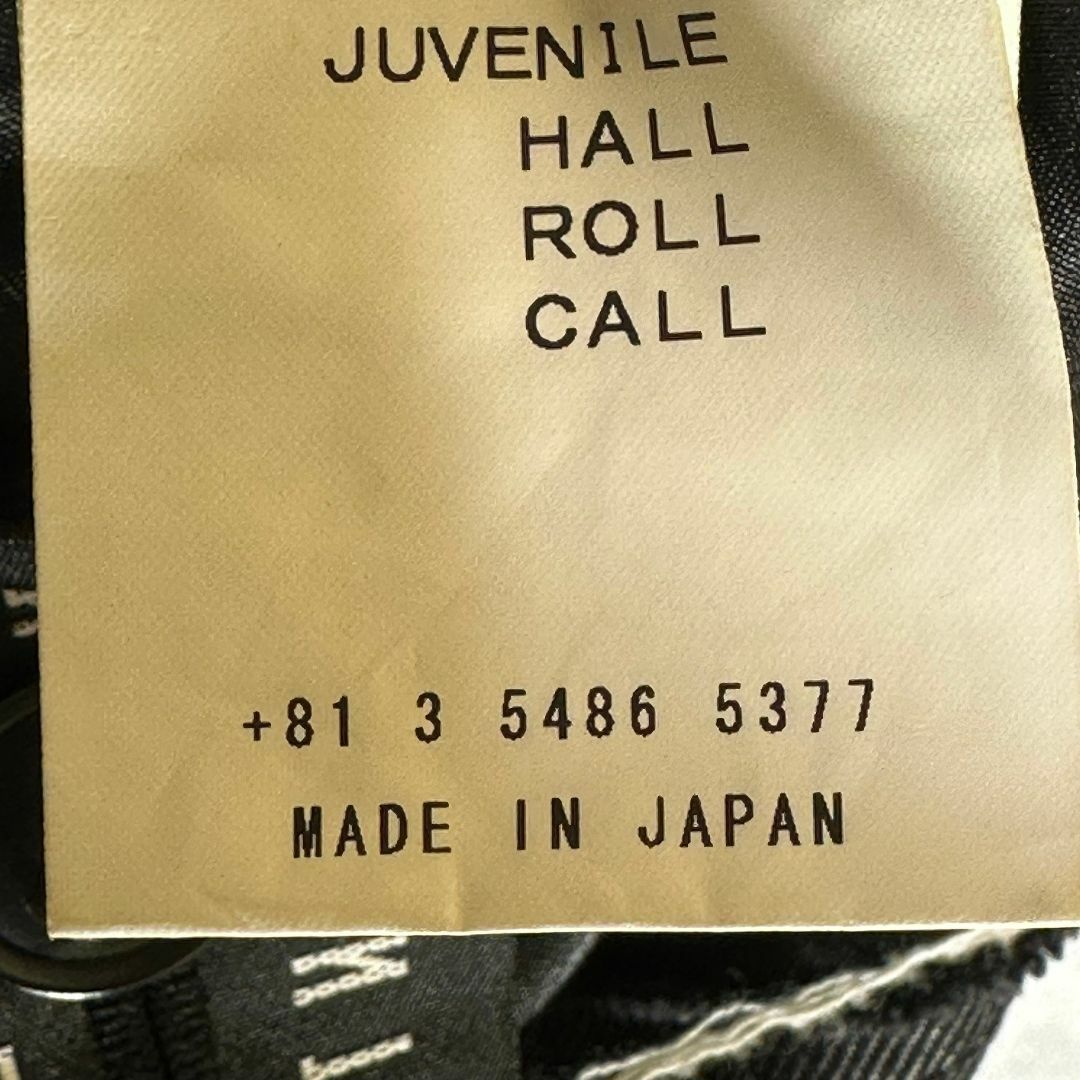 JUVENILE
HALL
ROLL
CALL
+81 3 5486 5377
MADE IN JAPAN